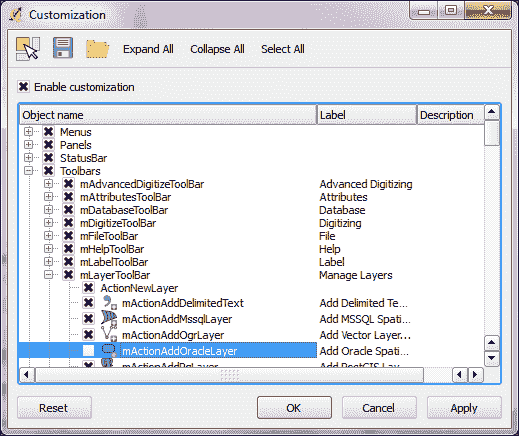 Customization
Expand All Collapse All Select All
Enable customization
Object name Label Description
Menus
Panels
StatusBar
Toolbars
mAdvancedDigitizeToolBar Advanced Digitizing
mAttributesToolBar Attributes
mDatabaseToolBar Database
mDigitizeToolBar Digitizing
mFileToolBar File
mHelpToolBar Help
mLabelToolBar Label
mLayerToolBar Manage Layers
ActionNewLayer
mActionAddDelimitedText Add Delimited Te...
mActionAddMssqlLayer Add MSSQL Spati...
mActionAddOgrLayer Add Vector Layer...
mActionAddOracleLayer Add Oracle Spati...
mActionAddPgLayer Add PostGIS Lay...
Reset OK Cancel Apply